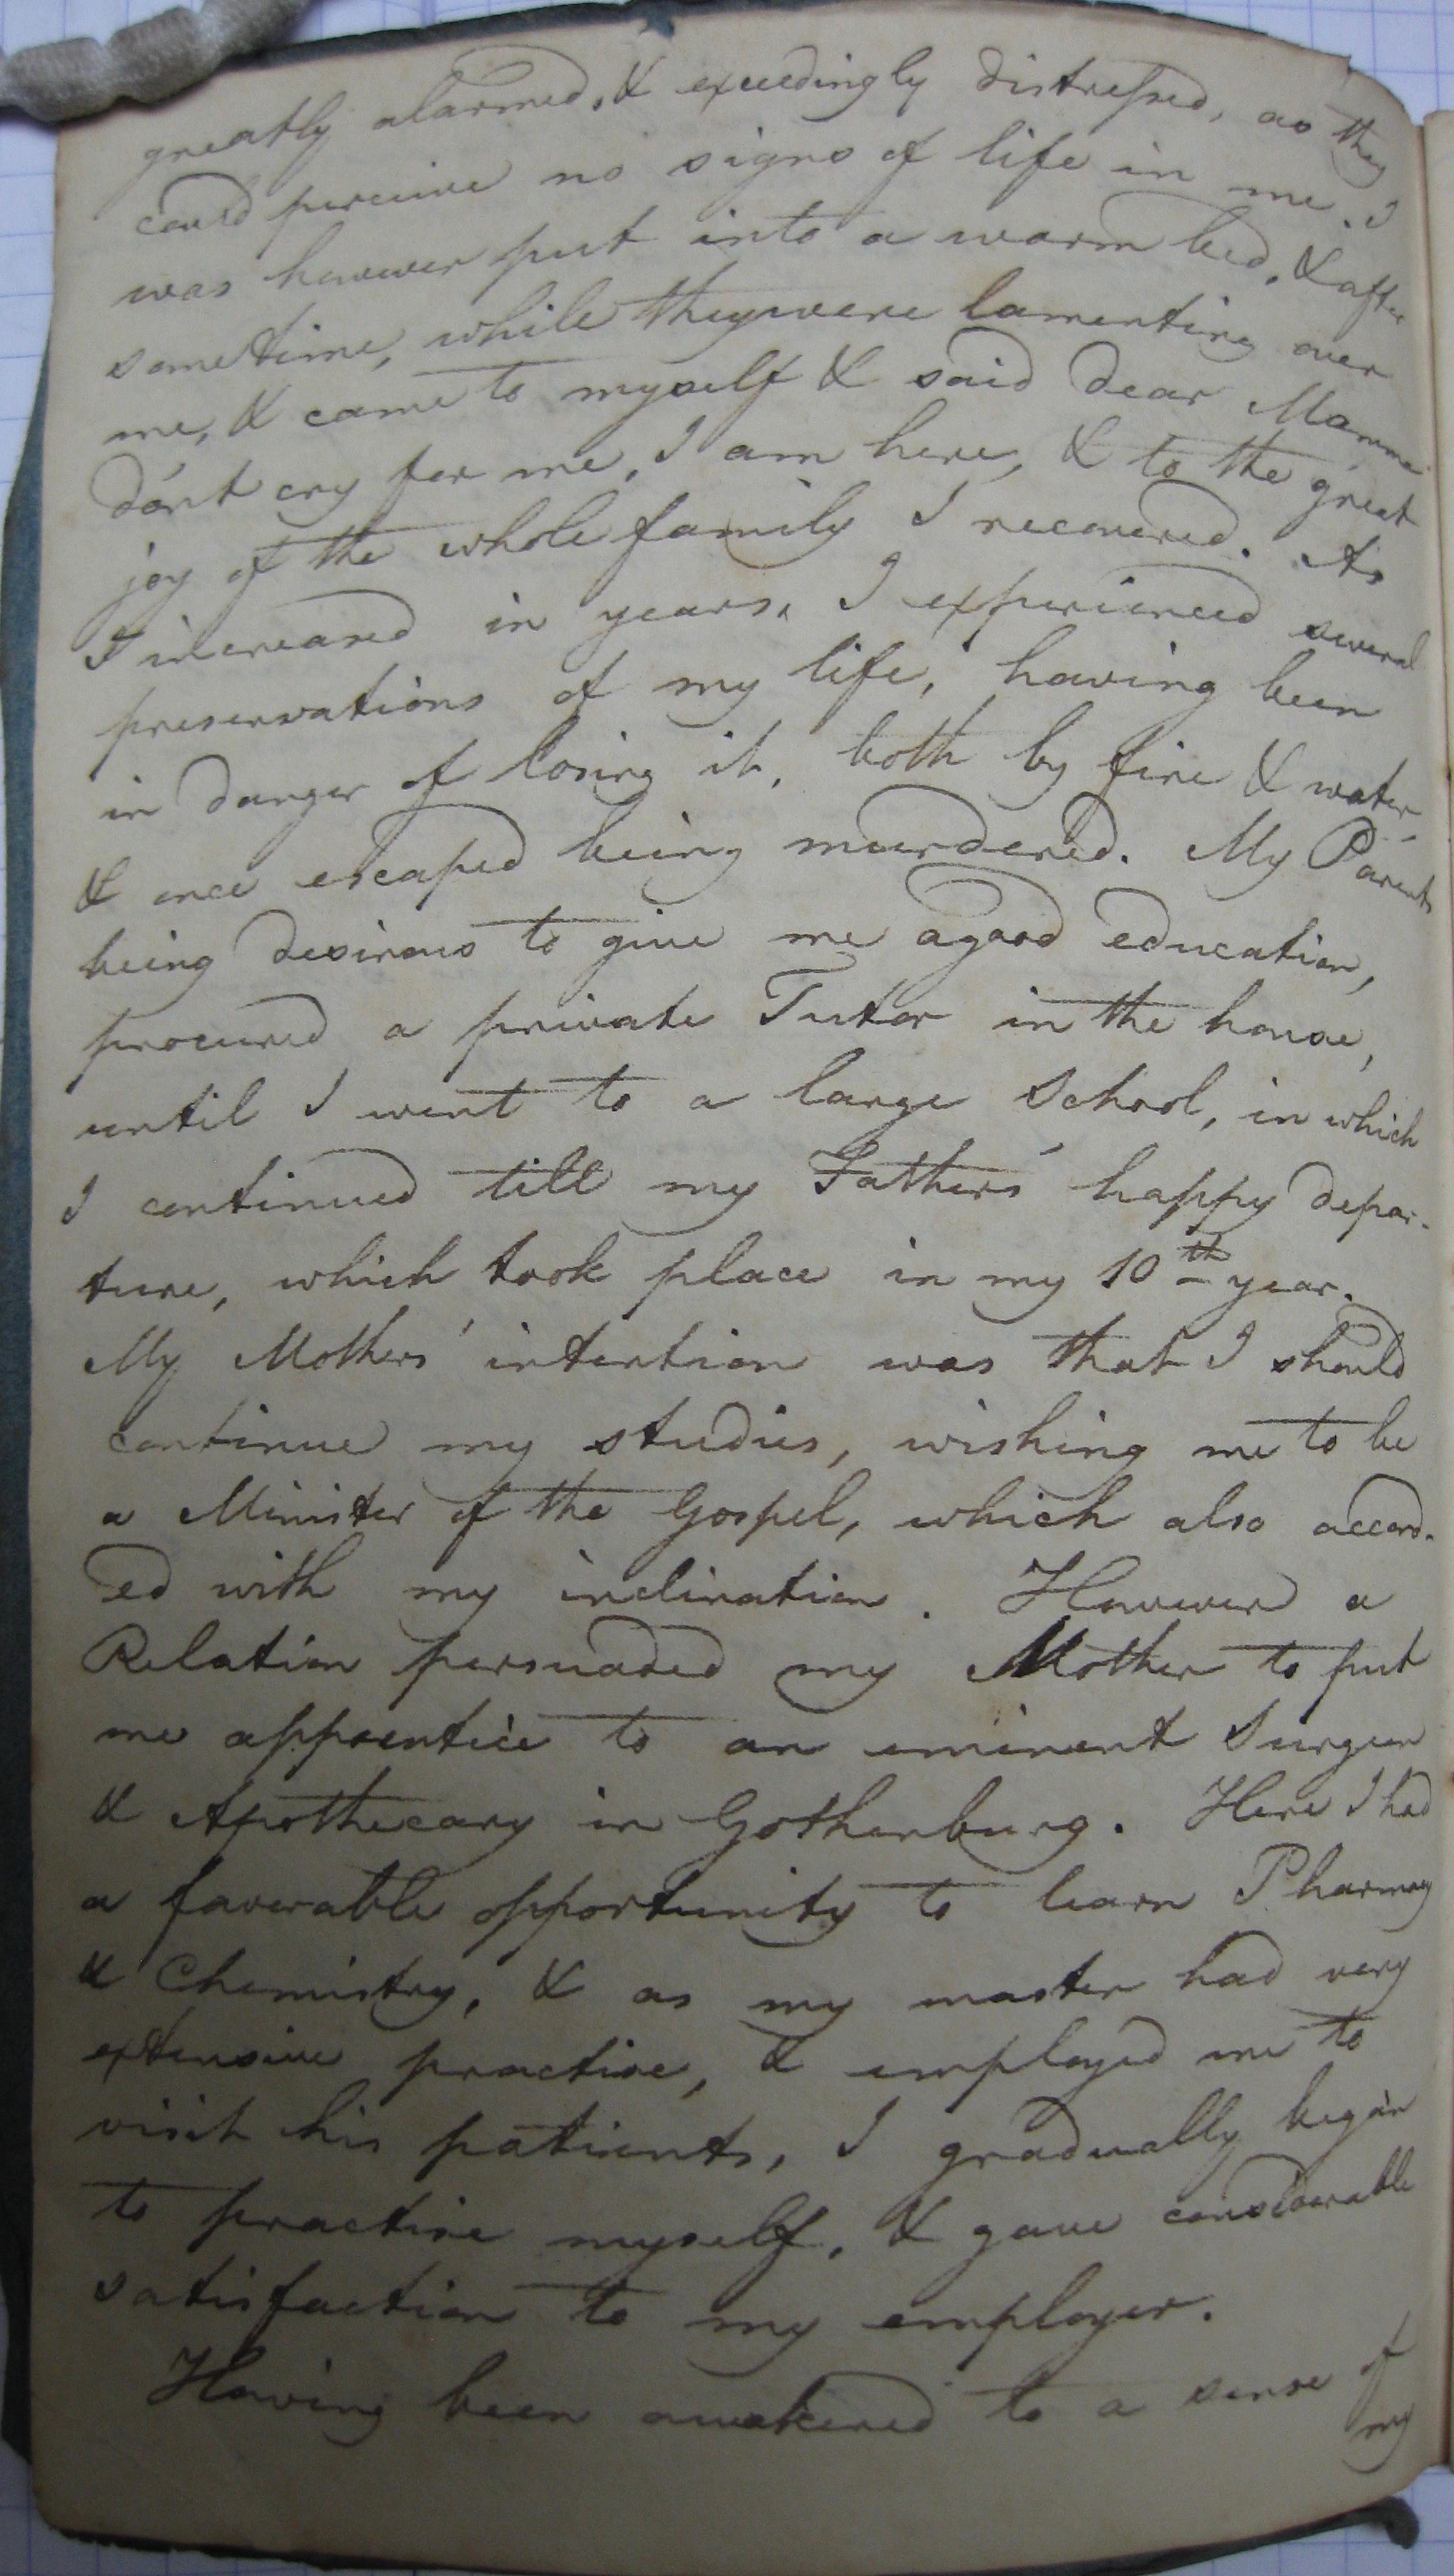 greatly alarmed, & exceedingly distressed, as they
could perceive no signs of life in me. I
was however put into a warm bed, & after
sometime, while they were lamenting over
me, & came to myself & said dear Mamma
dón't cry for me, I am here, & to the great
joy of the whole family I recovered. As
I increased in years, I experienced several
preservations of my life, having been
in danger of losing it, both by fire & water,
& once escaped being murdered. My Parents
being desirous to give me a good education,
procured a private Tutor in the house,
until I went to a large School, in which
I continued till my Fathers' happy depar-
ture, which took place in my 10th year.
My Mothers' intention was that I should
continue my studies, wishing me to be
a Minister of the Gospel, which also accord-
ed with my inclination. However a
Relation persuaded my Mother to put
me apprentice to an eminent Surgeon
& Apothecary in Gothenburg. Here I had
a favorable opportunity to learn Pharmacy
& Chemistry, & as my master had very
extensive practice, & employed me to
visit his patients, I gradually began
to practise myself, & gave considerable
satisfaction to my employer.
Having been awakened to a sense of
my